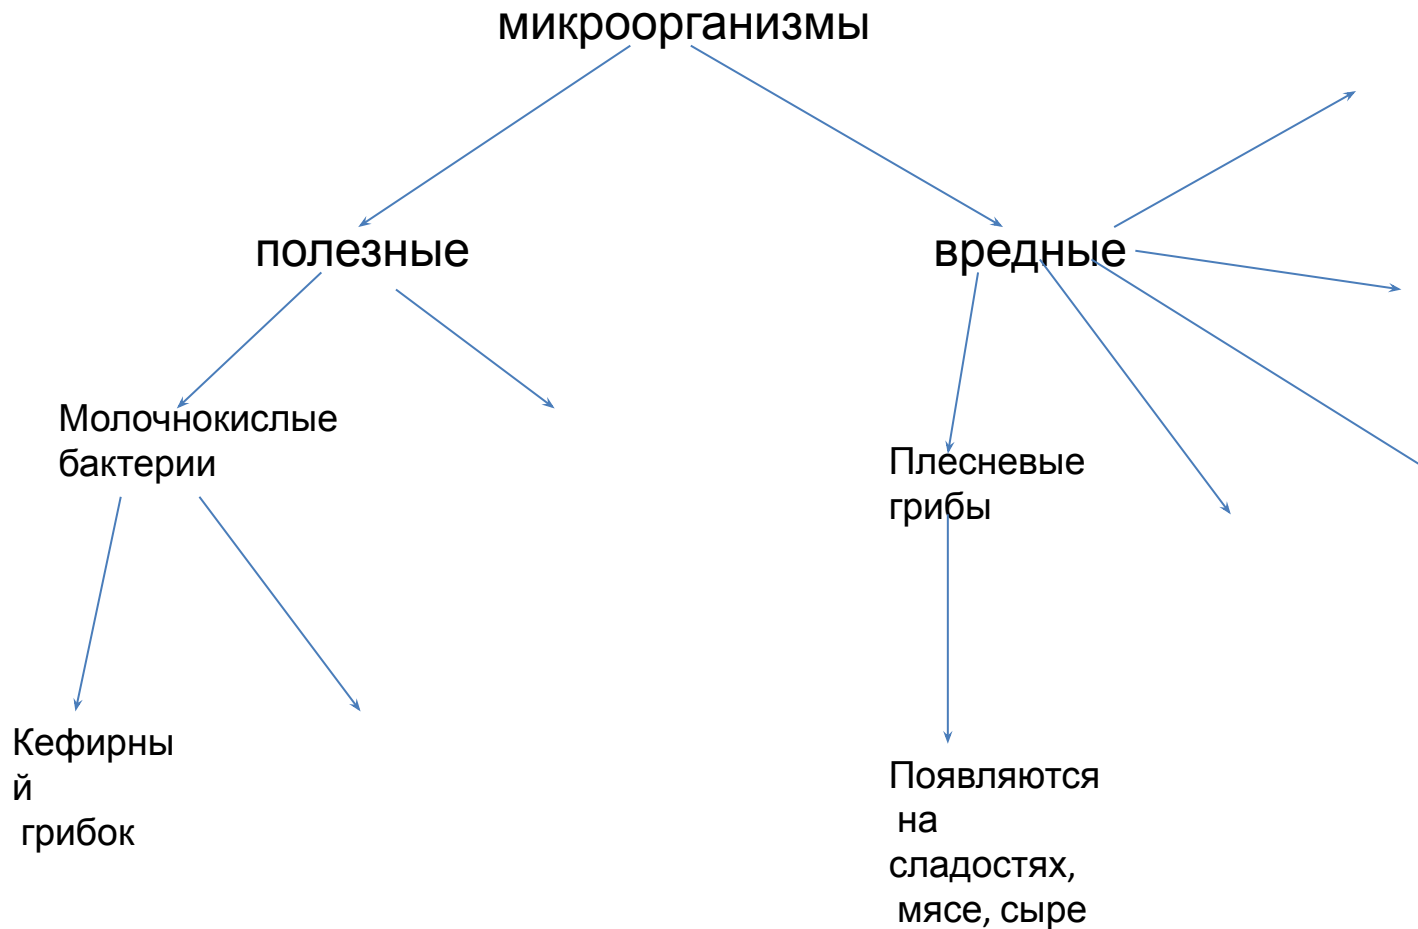 микроорганизмы
полезные
вредные
Молочнокислые
бактерии
Плесневые
грибы
Кефирны
й
грибок
Появляются
на
сладостях,
мясе, сыре